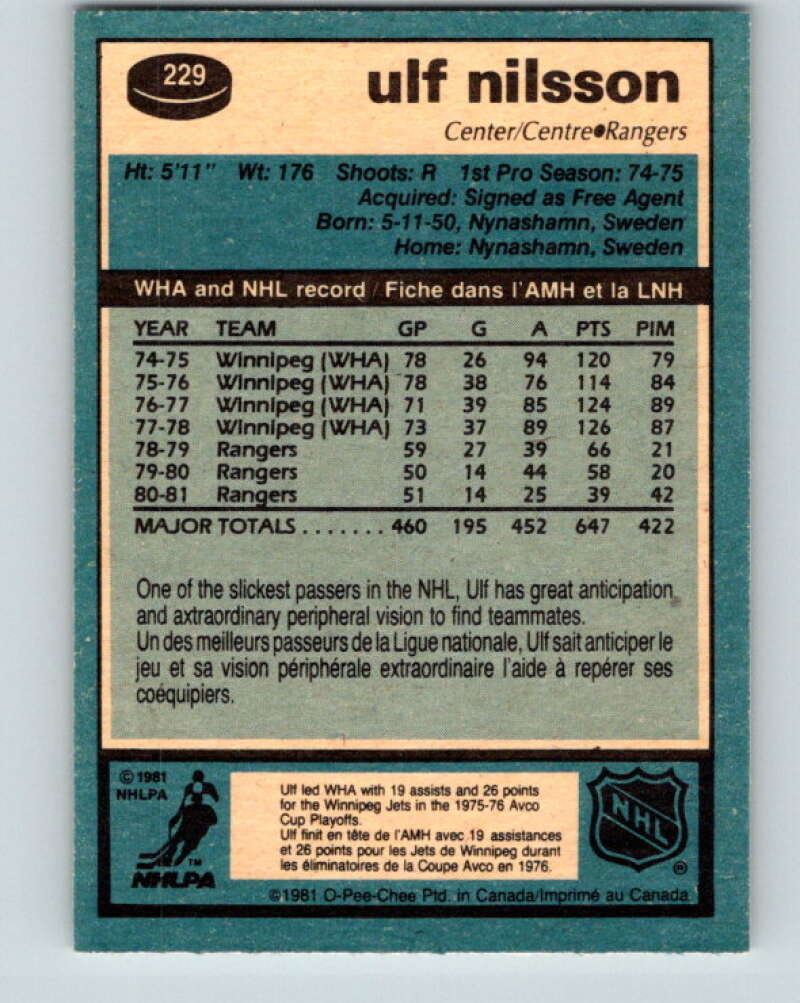 229
ulf nilsson
Center/Centre●Rangers
Ht: 5'11" Wt: 176 Shoots: R 1st Pro Season: 74-75
Acquired: Signed as Free Agent
Born: 5-11-50, Nynashamn, Sweden
Home: Nynashamn, Sweden
WHA and NHL record / Fiche dans l'AMH et la LNH
YEAR TEAM GP G A PTS PIM
74-75 Winnipeg (WHA) 78 26 94 120 79
75-76 Winnipeg (WHA) 78 38 76 114 84
76-77 Winnipeg (WHA) 71 39 85 124 89
77-78 Winnipeg (WHA) 73 37 89 126 87
78-79 Rangers 59 27 39 66 21
79-80 Rangers 50 14 44 58 20
80-81 Rangers 51 14 25 39 42
MAJOR TOTALS ....... 460 195 452 647 422
One of the slickest passers in the NHL, Ulf has great anticipation
and axtraordinary peripheral vision to find teammates.
Un des meilleurs passeurs de la Ligue nationale, Ulf sait anticiper le
jeu et sa vision périphérale extraordinaire l'aide à repérer ses
coéquipiers.
© 1981
NHLPA
TM
NHLPA
Ulf led WHA with 19 assists and 26 points
for the Winnipeg Jets in the 1975-76 Avco
Cup Playoffs.
Ulf finit en tête de l'AMH avec 19 assistances
et 26 points pour les Jets de Winnipeg durant
les éliminatoires de la Coupe Avco en 1976.
NHL
®
©1981 O-Pee-Chee Ptd. in Canada/Imprimé au Canada